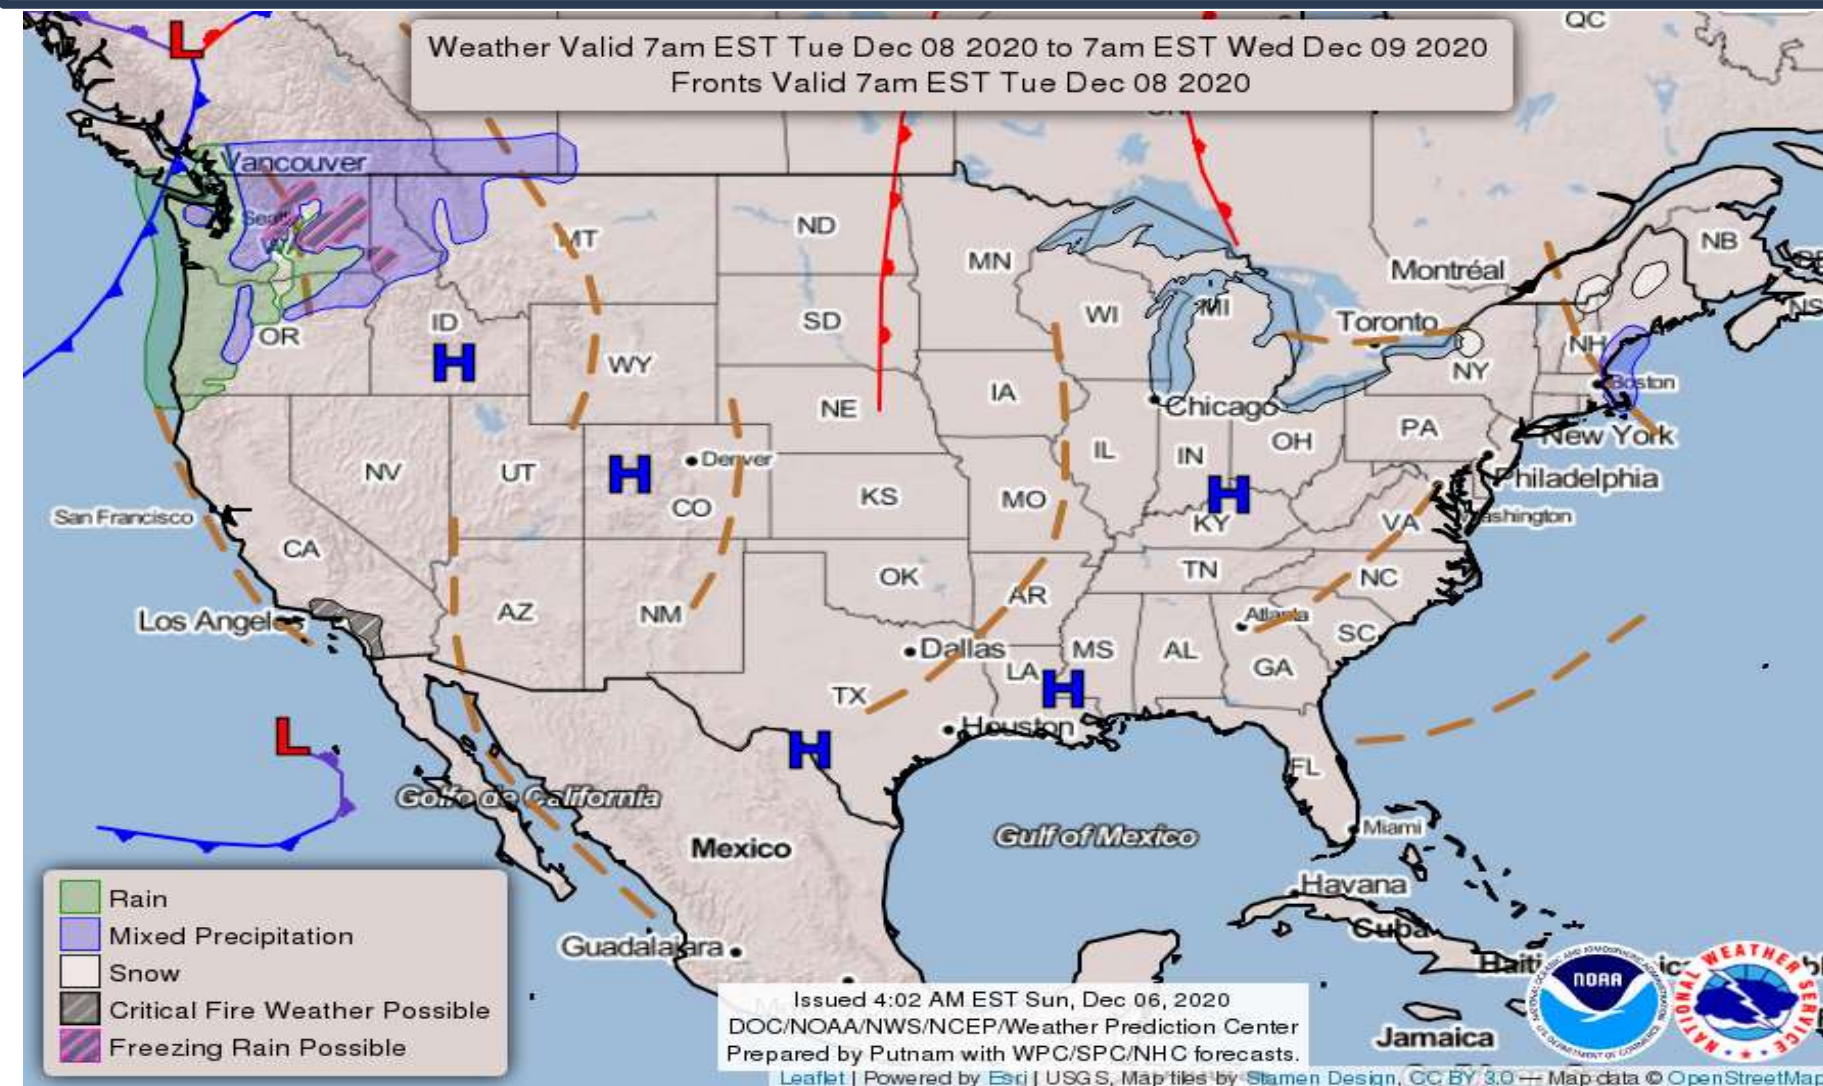 Weather Valid 7am EST Tue Dec 08 2020 to 7am EST Wed Dec 09 2020
Fronts Valid 7am EST Tue Dec 08 2020
QC
L
Vancouver
MT
ND
MN
Montréal
NB
NS
ID
OR
SD
WI
MI
Toronto
NH
H
WY
NE
IA
NY
Boston
Chicago
PA
New York
NV
UT
H
Denver
CO
KS
MO
IL
IN
OH
H
KY
Philadelphia
VA
San Francisco
CA
OK
TN
NC
AZ
NM
AR
Atlanta
SC
Los Angeles
Dallas
LA
MS
AL
GA
TX
H
L
H
Houston
FL
Golfo de California
Mexico
Gulf of Mexico
Miami
Havana
Cuba
Guadalajara
Haiti
Jamaica
Rain
Mixed Precipitation
Snow
Critical Fire Weather Possible
Freezing Rain Possible
Issued 4:02 AM EST Sun, Dec 06, 2020
DOC/NOAA/NWS/NCEP/Weather Prediction Center
Prepared by Putnam with WPC/SPC/NHC forecasts.
NOAA
NATIONAL WEATHER SERVICE
Leaflet | Powered by Esri | USGS, Map tiles by Stamen Design, CC BY 3.0 — Map data © OpenStreetMap